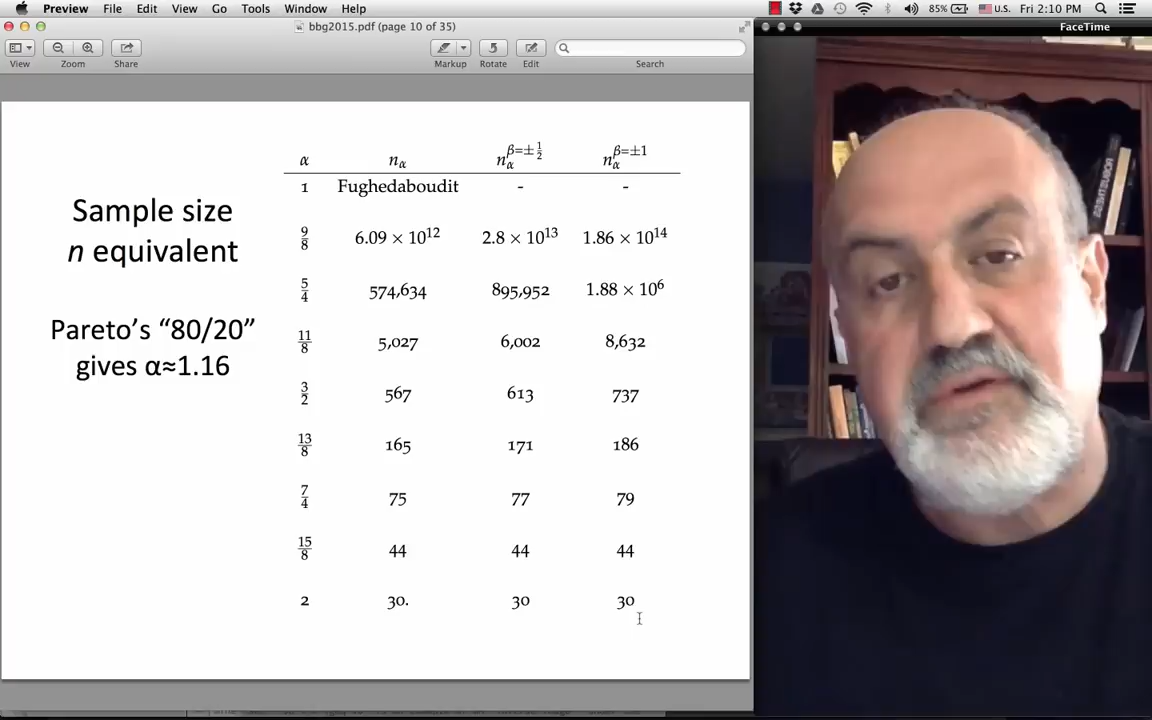 Preview File Edit View Go Tools Window Help 85% U.S. Fri 2:10 PM
bbg2015.pdf (page 10 of 35)
FaceTime
View Zoom Share Markup Rotate Edit Search
Sample size
n equivalent
Pareto's “80/20”
gives α≈1.16
α nα nα^β=±1/2 nα^β=±1
1 Fughedaboudit - -
9/8 6.09 × 10^12 2.8 × 10^13 1.86 × 10^14
5/4 574,634 895,952 1.88 × 10^6
11/8 5,027 6,002 8,632
3/2 567 613 737
13/8 165 171 186
7/4 75 77 79
15/8 44 44 44
2 30. 30 30